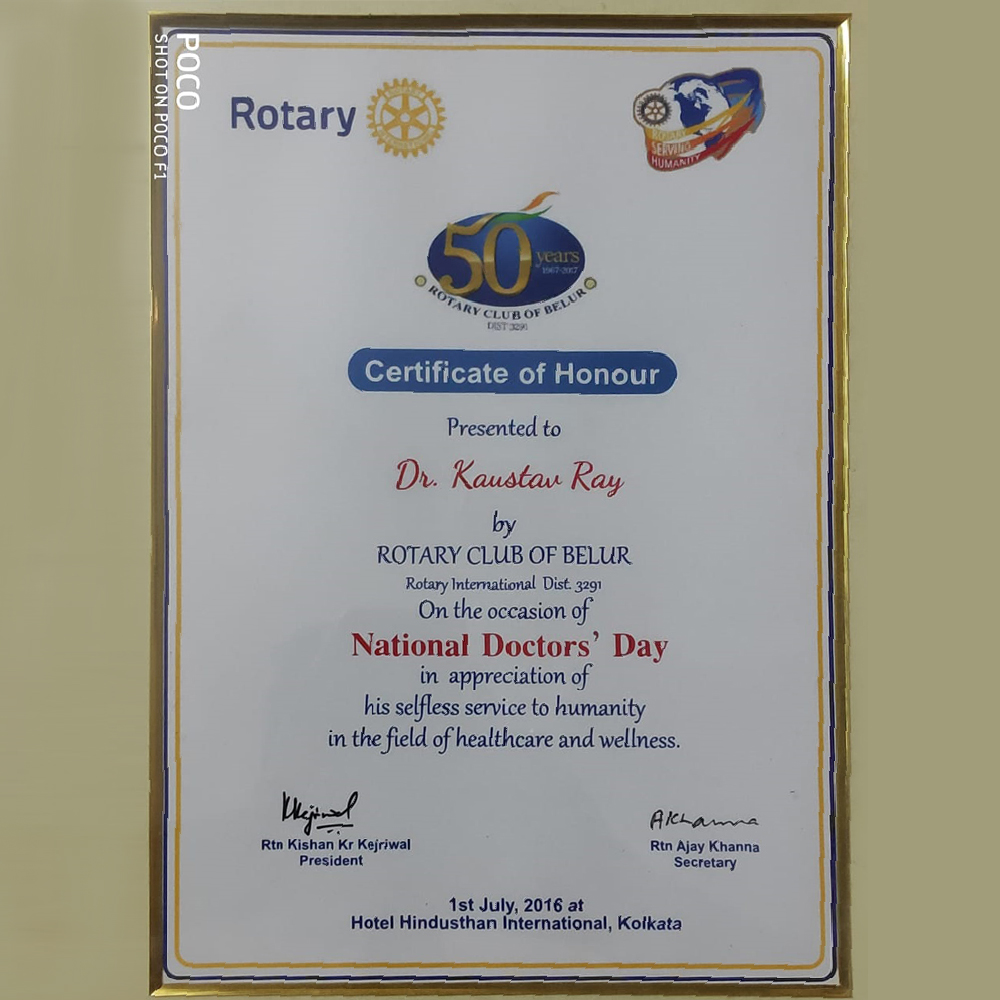 POCO
SHOT ON POCO F1
Rotary
ROTARY
SERVING
HUMANITY
50 years
1967-2017
ROTARY CLUB OF BELUR
DIST 3291
Certificate of Honour
Presented to
Dr. Kaustav Ray
by
ROTARY CLUB OF BELUR
Rotary International Dist. 3291
On the occasion of
National Doctors' Day
in appreciation of
his selfless service to humanity
in the field of healthcare and wellness.
KKejriwal
AKhanna
Rtn Kishan Kr Kejriwal
Rtn Ajay Khanna
President
Secretary
1st July, 2016 at
Hotel Hindusthan International, Kolkata